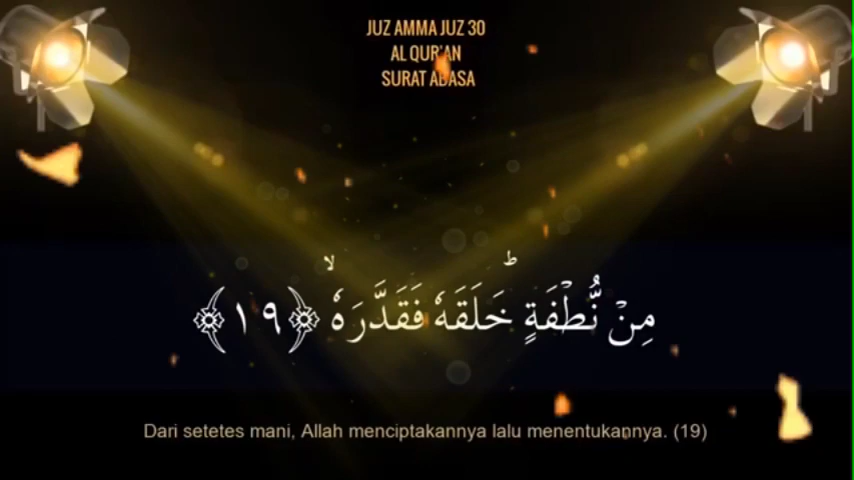 JUZ AMMA JUZ 30
AL QUR'AN
SURAT ABASA
مِنْ نُّطْفَةٍ ۗ خَلَقَهٗ فَقَدَّرَهٗ ۙ ﴿١٩﴾
Dari setetes mani, Allah menciptakannya lalu menentukannya. (19)